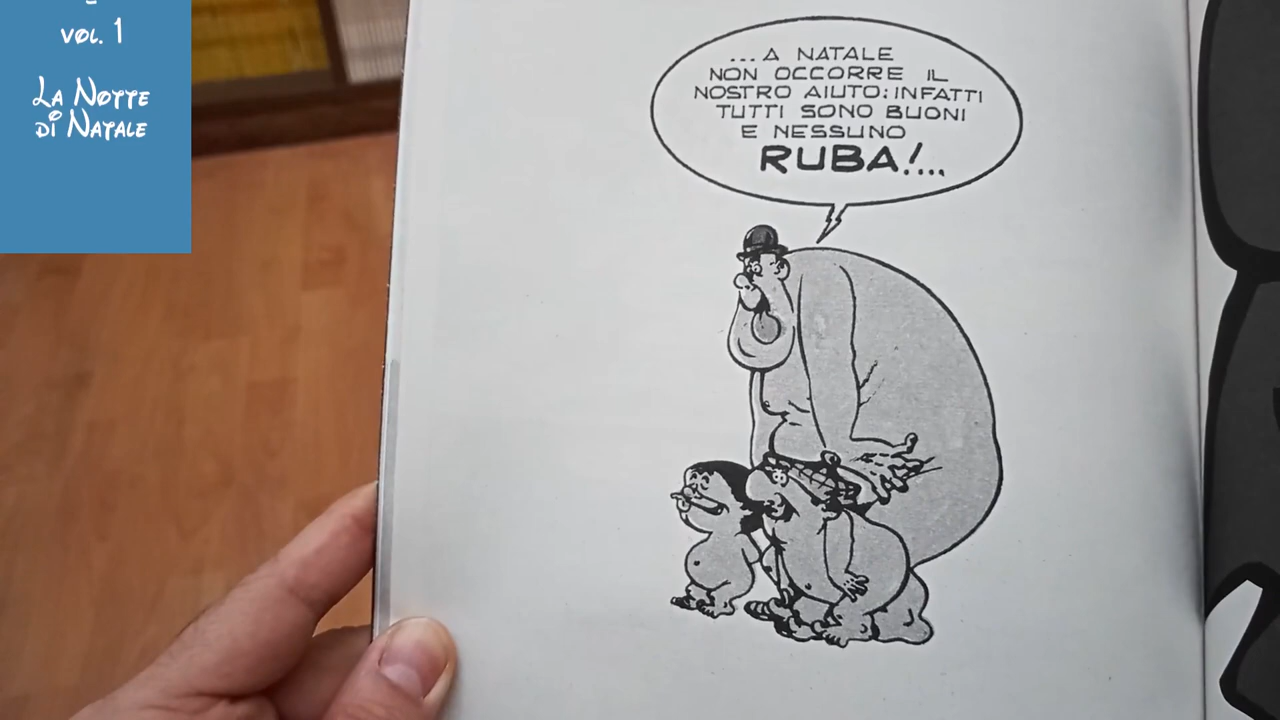 VOL. 1
LA NOTTE
DI NATALE
...A NATALE
NON OCCORRE IL
NOSTRO AIUTO: INFATTI
TUTTI SONO BUONI
E NESSUNO
RUBA!...